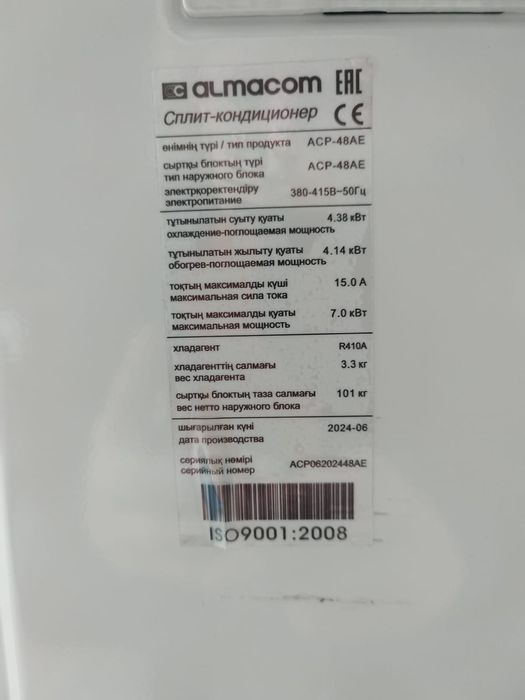 almacom EAC
Сплит-кондиционер CE
өнімнің түрі / тип продукта ACP-48AE
сыртқы блоктың түрі
тип наружного блока ACP-48AE
электркоректендіру
электропитание 380-415В~50Гц
тұтынылатын суыту қуаты 4.38 кВт
охлаждение-поглощаемая мощность
тұтынылатын жылыту қуаты 4.14 кВт
обогрев-поглощаемая мощность
тоқтың максималды күші 15.0 А
максимальная сила тока
тоқтың максималды қуаты 7.0 кВт
максимальная мощность
хладагент R410A
хладагенттің салмағы 3.3 кг
вес хладагента
сыртқы блоктың таза салмағы 101 кг
вес нетто наружного блока
шығарылған күні 2024-06
дата производства
сериялық нөмірі
серийный номер ACP06202448AE
ISO9001:2008